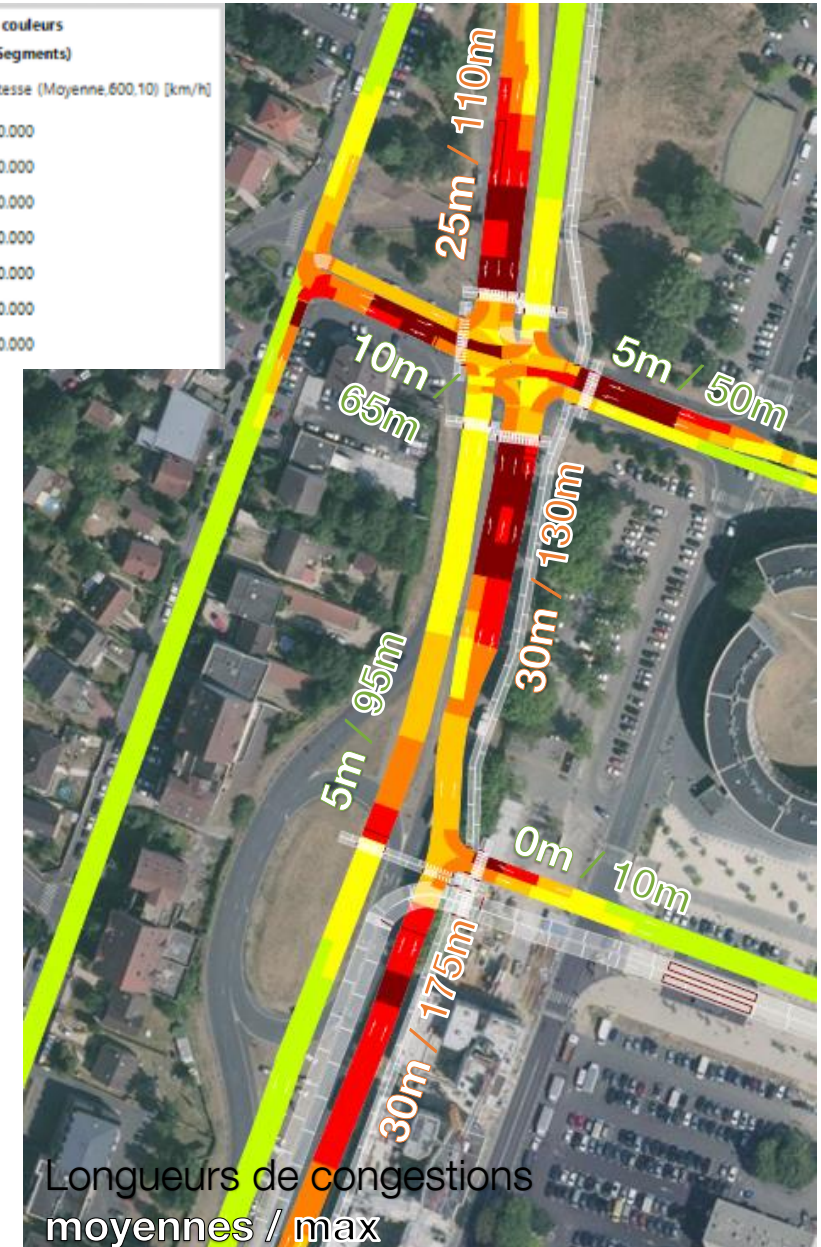 couleurs
Segments)
esse (Moyenne,600,10) [km/h]
0.000
0.000
0.000
0.000
0.000
0.000
0.000
25m / 110m
10m /
65m
5m / 50m
30m / 130m
5m / 95m
0m / 10m
30m / 175m
Longueurs de congestions
moyennes / max